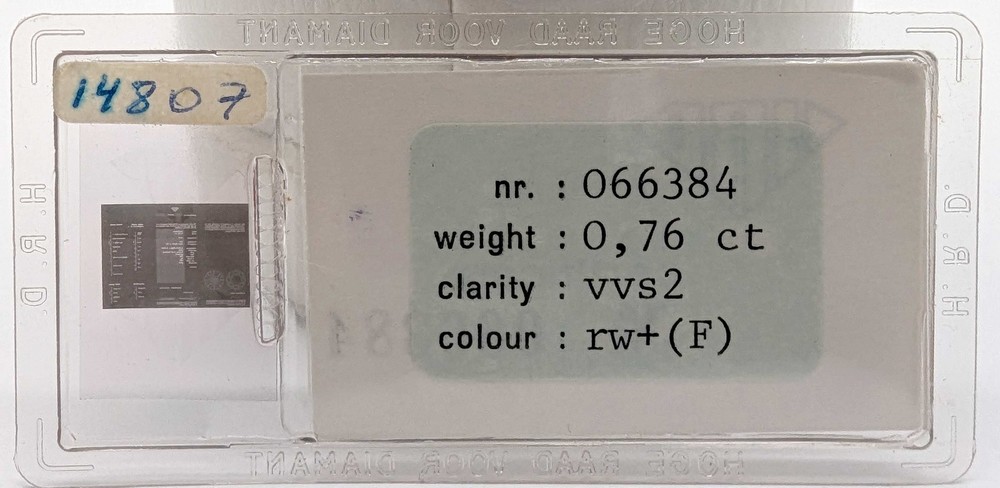 HOGE RAAD VOOR DIAMANT
14807
nr. : 066384
weight : 0,76 ct
clarity : vvs2
colour : rw+(F)
H.R.D.
H.R.D.
HOGE RAAD VOOR DIAMANT